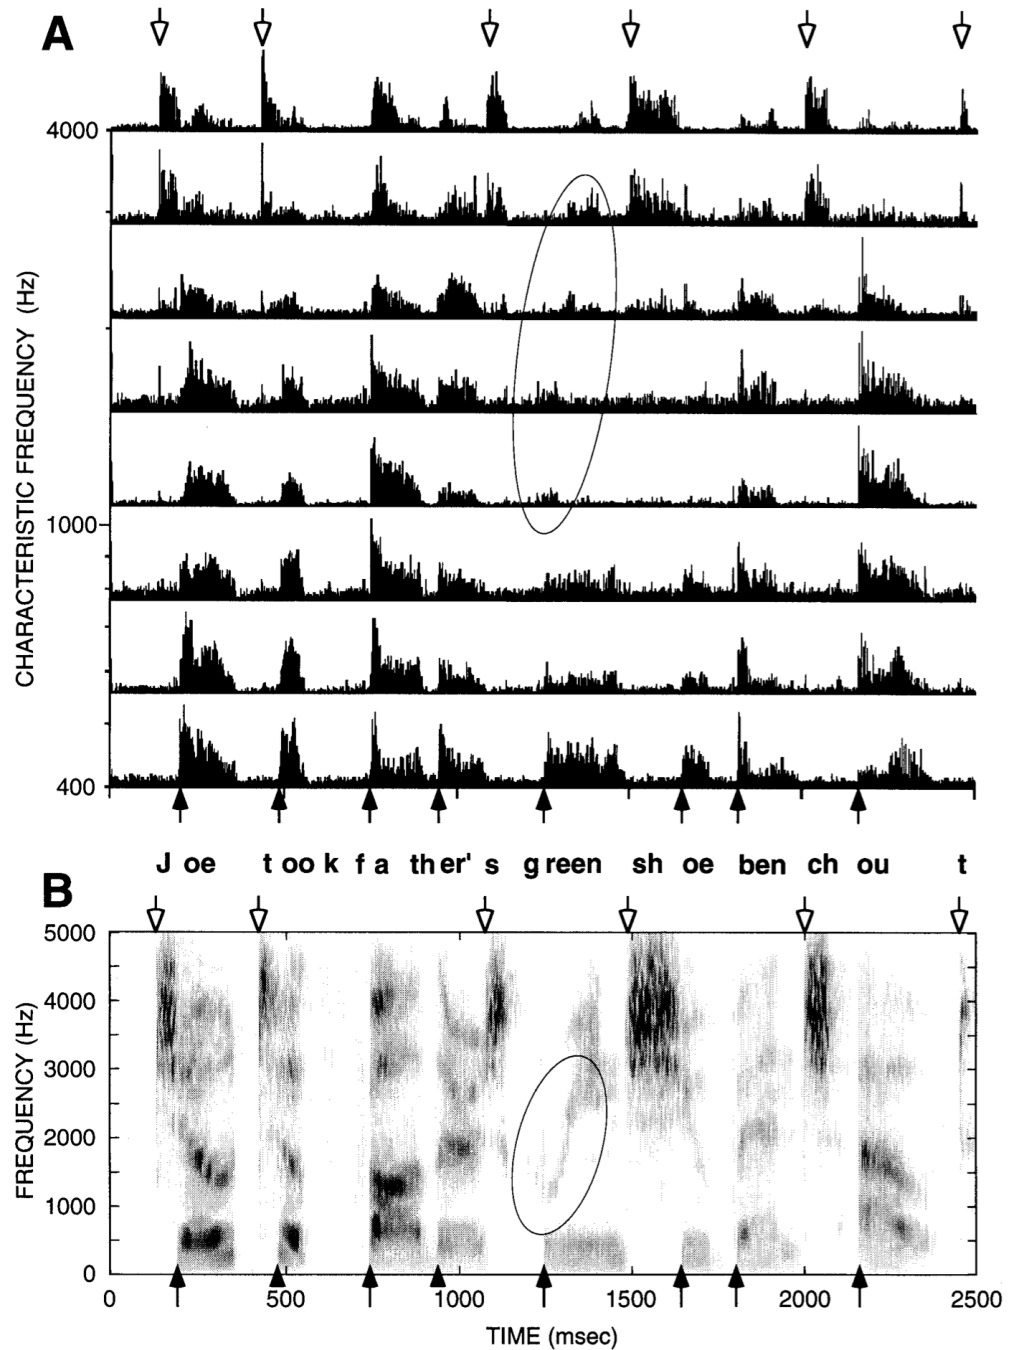 A
4000
1000
400
CHARACTERISTIC FREQUENCY (Hz)
J oe t oo k f a th er' s g reen sh oe ben ch ou t
B
5000
4000
3000
2000
1000
0
FREQUENCY (Hz)
0 500 1000 1500 2000 2500
TIME (msec)